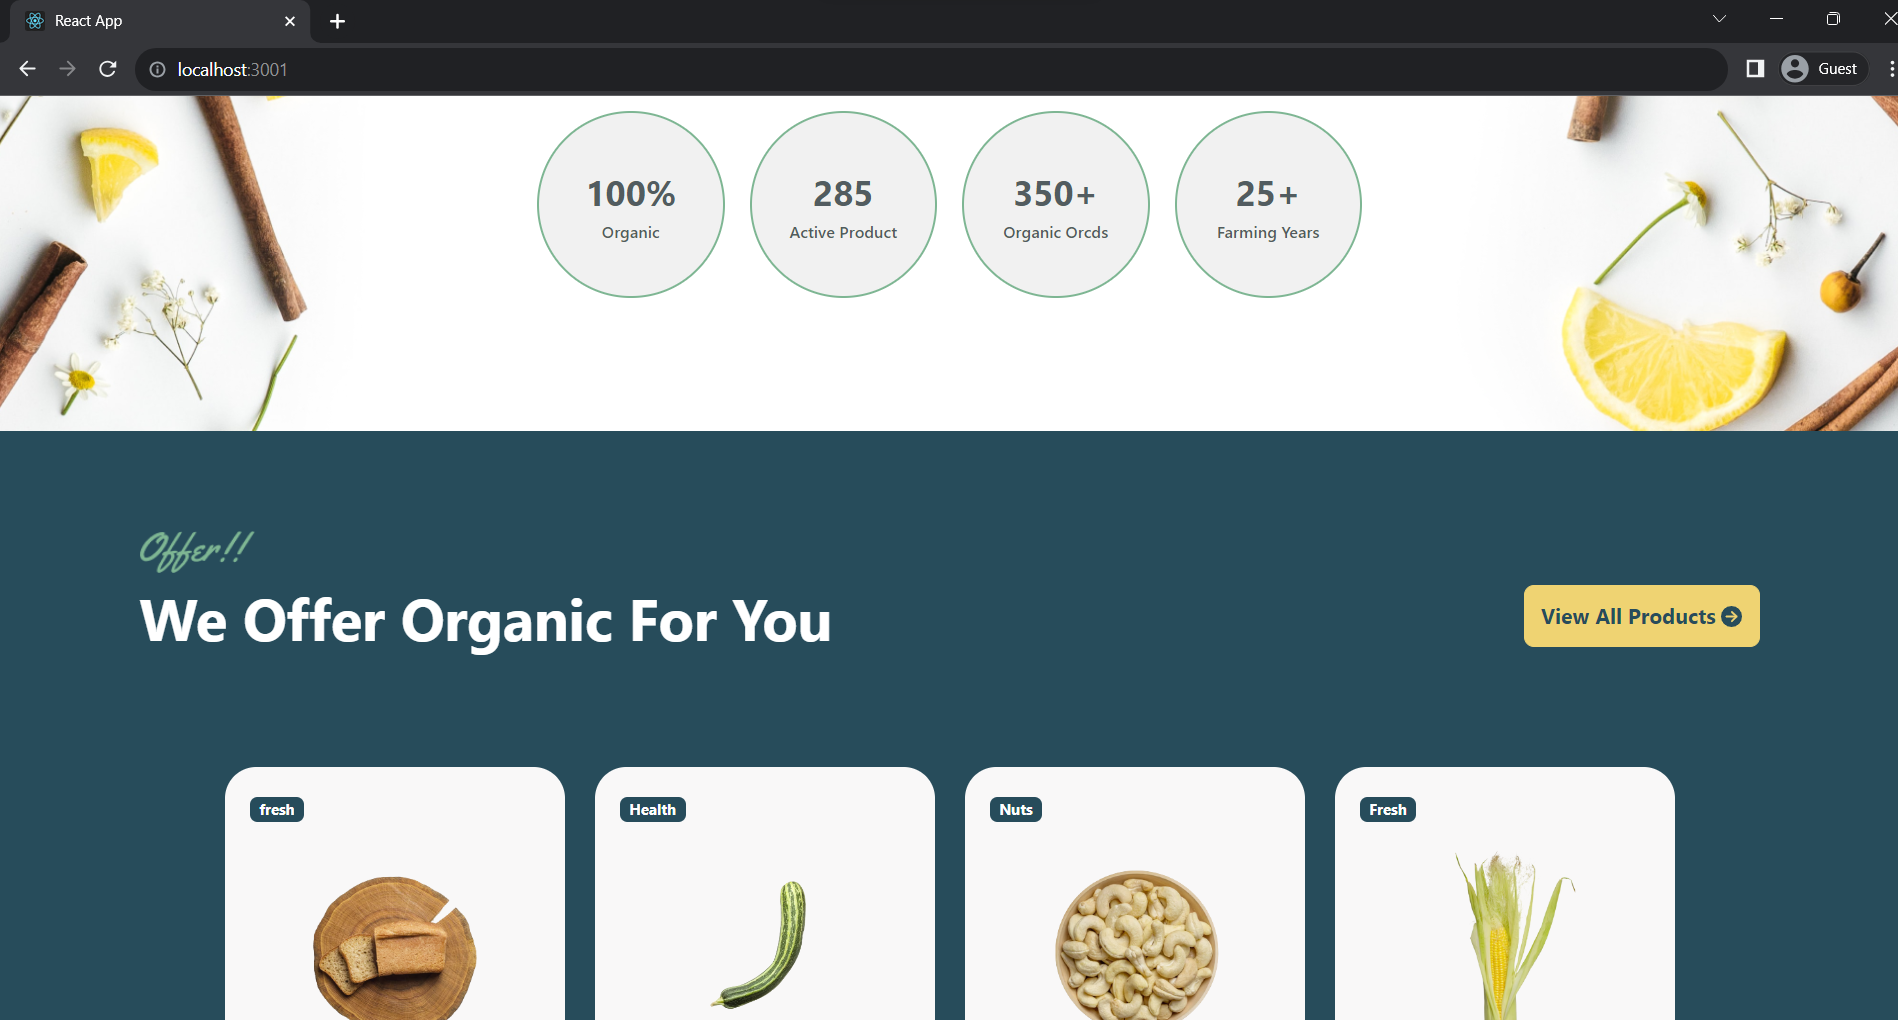 React App
localhost:3001
Guest
100%
Organic
285
Active Product
350+
Organic Orcds
25+
Farming Years
Offer!!
We Offer Organic For You
View All Products
fresh
Health
Nuts
Fresh